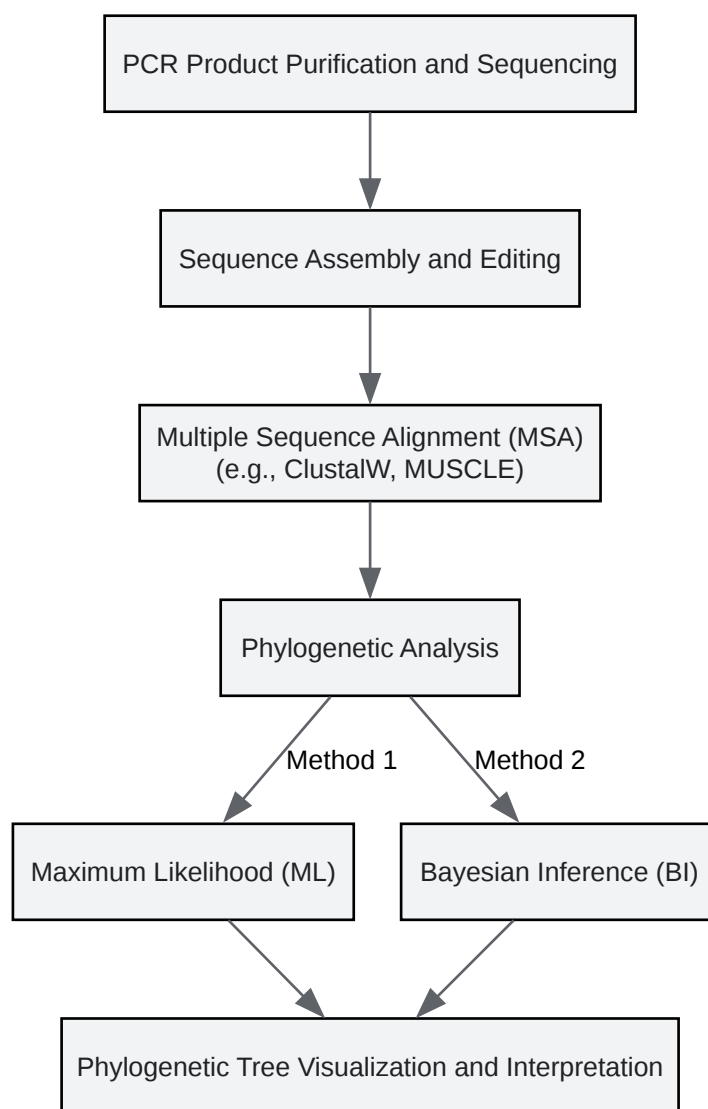 PCR Product Purification and Sequencing
Sequence Assembly and Editing
Multiple Sequence Alignment (MSA)
(e.g., ClustalW, MUSCLE)
Phylogenetic Analysis
Method 1
Method 2
Maximum Likelihood (ML)
Bayesian Inference (BI)
Phylogenetic Tree Visualization and Interpretation